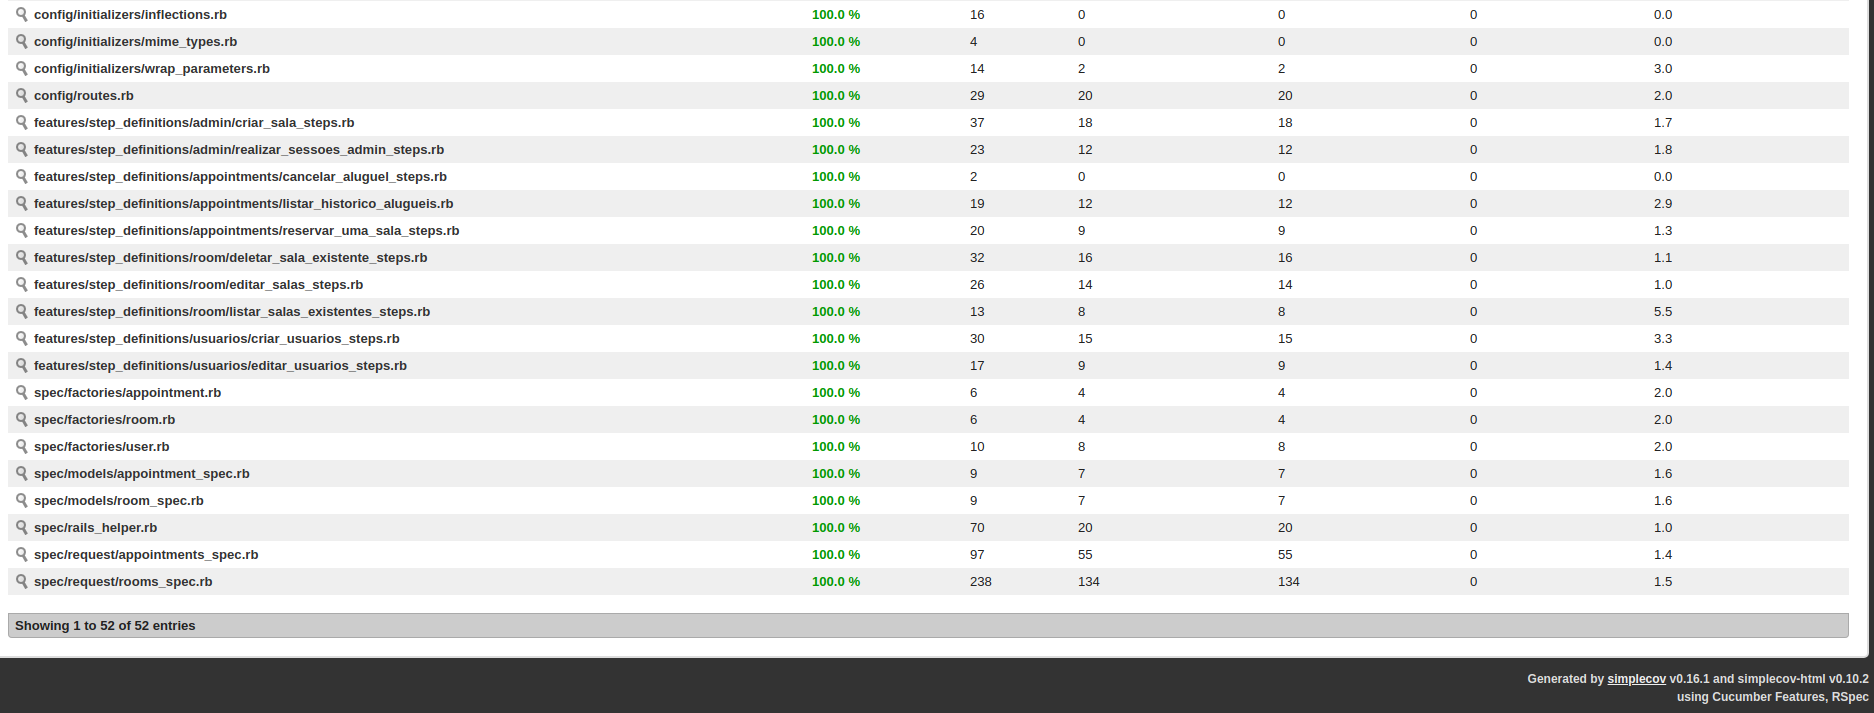 config/initializers/inflections.rb 100.0 % 16 0 0 0 0.0
config/initializers/mime_types.rb 100.0 % 4 0 0 0 0.0
config/initializers/wrap_parameters.rb 100.0 % 14 2 2 0 3.0
config/routes.rb 100.0 % 29 20 20 0 2.0
features/step_definitions/admin/criar_sala_steps.rb 100.0 % 37 18 18 0 1.7
features/step_definitions/admin/realizar_sessoes_admin_steps.rb 100.0 % 23 12 12 0 1.8
features/step_definitions/appointments/cancelar_aluguel_steps.rb 100.0 % 2 0 0 0 0.0
features/step_definitions/appointments/listar_historico_alugueis.rb 100.0 % 19 12 12 0 2.9
features/step_definitions/appointments/reservar_uma_sala_steps.rb 100.0 % 20 9 9 0 1.3
features/step_definitions/room/deletar_sala_existente_steps.rb 100.0 % 32 16 16 0 1.1
features/step_definitions/room/editar_salas_steps.rb 100.0 % 26 14 14 0 1.0
features/step_definitions/room/listar_salas_existentes_steps.rb 100.0 % 13 8 8 0 5.5
features/step_definitions/usuarios/criar_usuarios_steps.rb 100.0 % 30 15 15 0 3.3
features/step_definitions/usuarios/editar_usuarios_steps.rb 100.0 % 17 9 9 0 1.4
spec/factories/appointment.rb 100.0 % 6 4 4 0 2.0
spec/factories/room.rb 100.0 % 6 4 4 0 2.0
spec/factories/user.rb 100.0 % 10 8 8 0 2.0
spec/models/appointment_spec.rb 100.0 % 9 7 7 0 1.6
spec/models/room_spec.rb 100.0 % 9 7 7 0 1.6
spec/rails_helper.rb 100.0 % 70 20 20 0 1.0
spec/request/appointments_spec.rb 100.0 % 97 55 55 0 1.4
spec/request/rooms_spec.rb 100.0 % 238 134 134 0 1.5
Showing 1 to 52 of 52 entries
Generated by simplecov v0.16.1 and simplecov-html v0.10.2
using Cucumber Features, RSpec